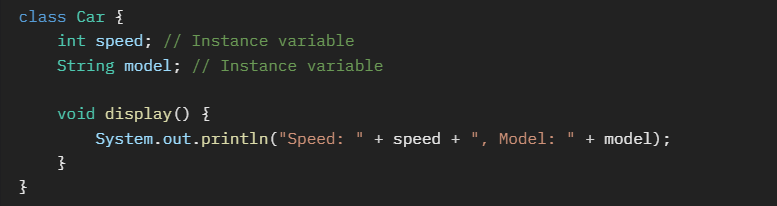 class Car {
    int speed; // Instance variable
    String model; // Instance variable
    void display() {
        System.out.println("Speed: " + speed + ", Model: " + model);
    }
}